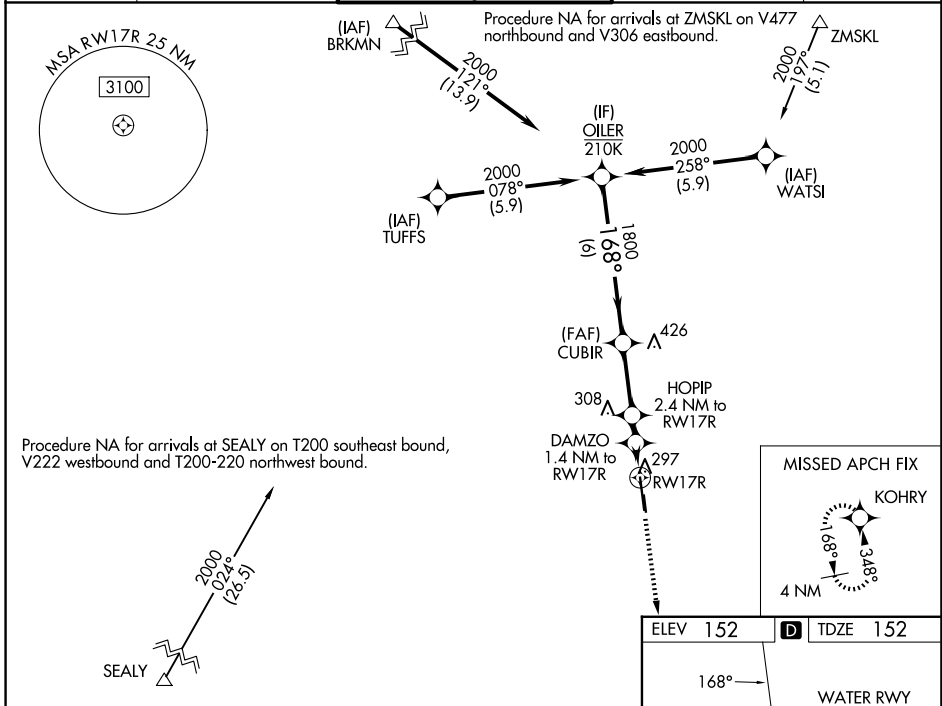 MSA RW17R 25 NM
3100
(IAF)
BRKMN
2000
121°
(13.9)
Procedure NA for arrivals at ZMSKL on V477
northbound and V306 eastbound.
ZMSKL
2000
197°
(5.1)
(IF)
OILER
210K
2000
078°
(5.9)
2000
258°
(5.9)
(IAF)
TUFFS
(IAF)
WATSI
1800
168°
(6)
(FAF)
CUBIR
426
308
HOPIP
2.4 NM to
RW17R
DAMZO
1.4 NM to
RW17R
297
RW17R
Procedure NA for arrivals at SEALY on T200 southeast bound,
V222 westbound and T200-220 northwest bound.
2000
024°
(26.5)
SEALY
MISSED APCH FIX
KOHRY
168°
348°
4 NM
ELEV 152 D TDZE 152
168°
WATER RWY